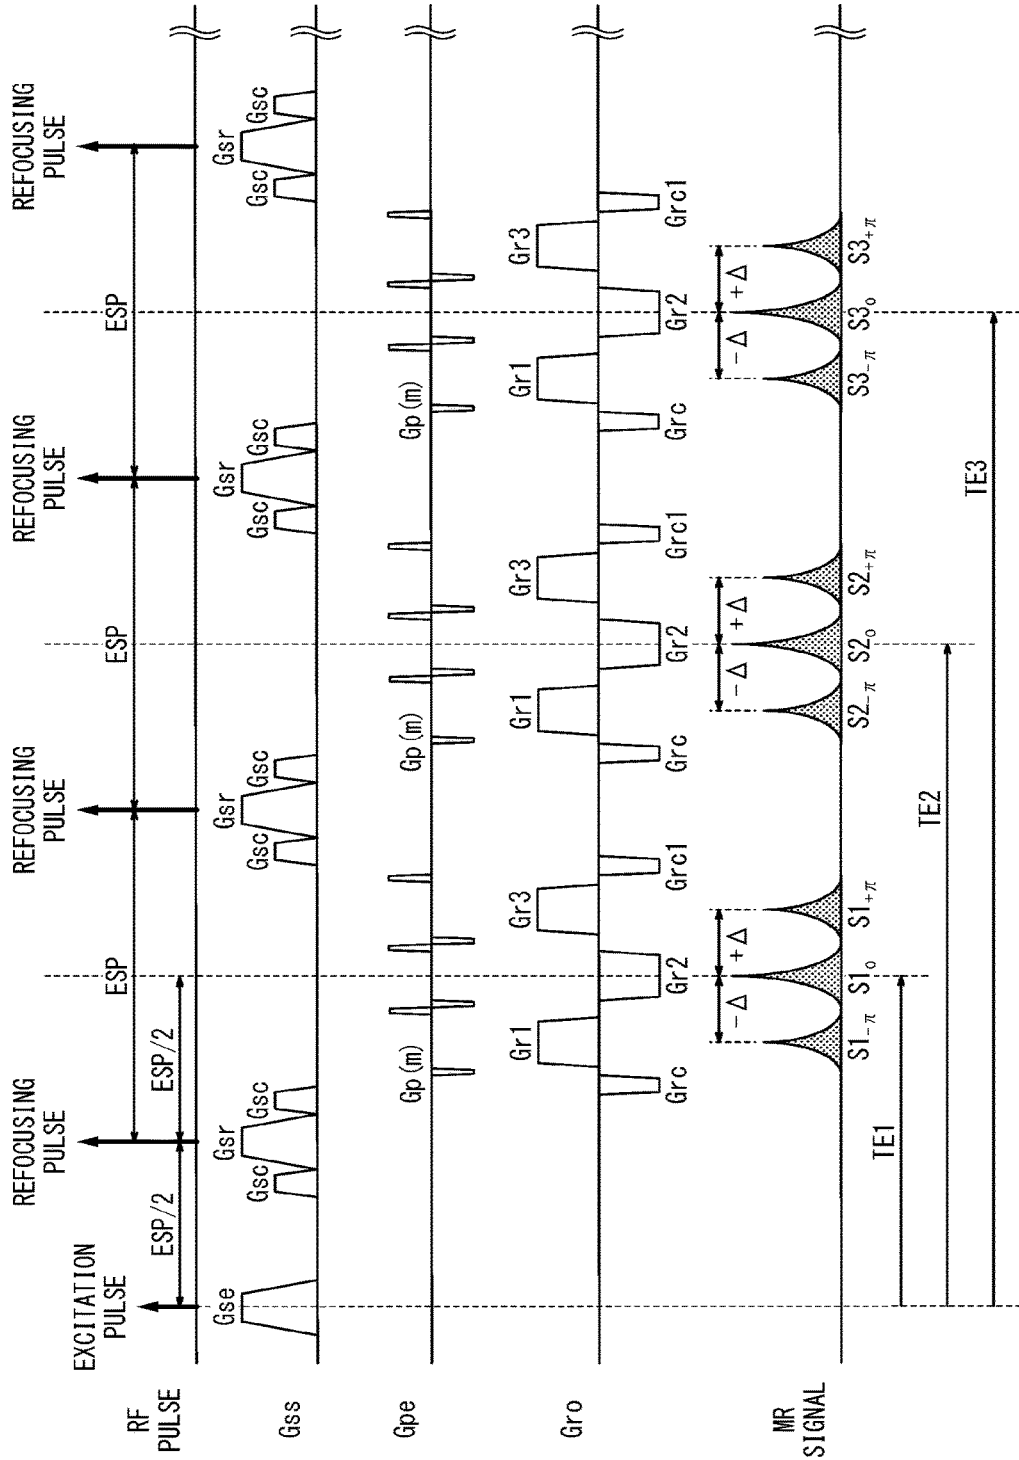 RF
PULSE
EXCITATION
PULSE
REFOCUSING
PULSE
REFOCUSING
PULSE
REFOCUSING
PULSE
REFOCUSING
PULSE
ESP/2
ESP/2
ESP
ESP
ESP
Gss
Gse
Gsc
Gsr
Gsc
Gsc
Gsr
Gsc
Gsc
Gsr
Gsc
Gsc
Gsr
Gsc
Gpe
Gp(m)
Gp(m)
Gp(m)
Gro
Grc
Gr1
Gr2
Gr3
Grc1
Grc
Gr1
Gr2
Gr3
Grc1
Grc
Gr1
Gr2
Gr3
Grc1
MR
SIGNAL
−Δ
+Δ
−Δ
+Δ
−Δ
+Δ
S1−π
S1o
S1+π
S2−π
S2o
S2+π
S3−π
S3o
S3+π
TE1
TE2
TE3